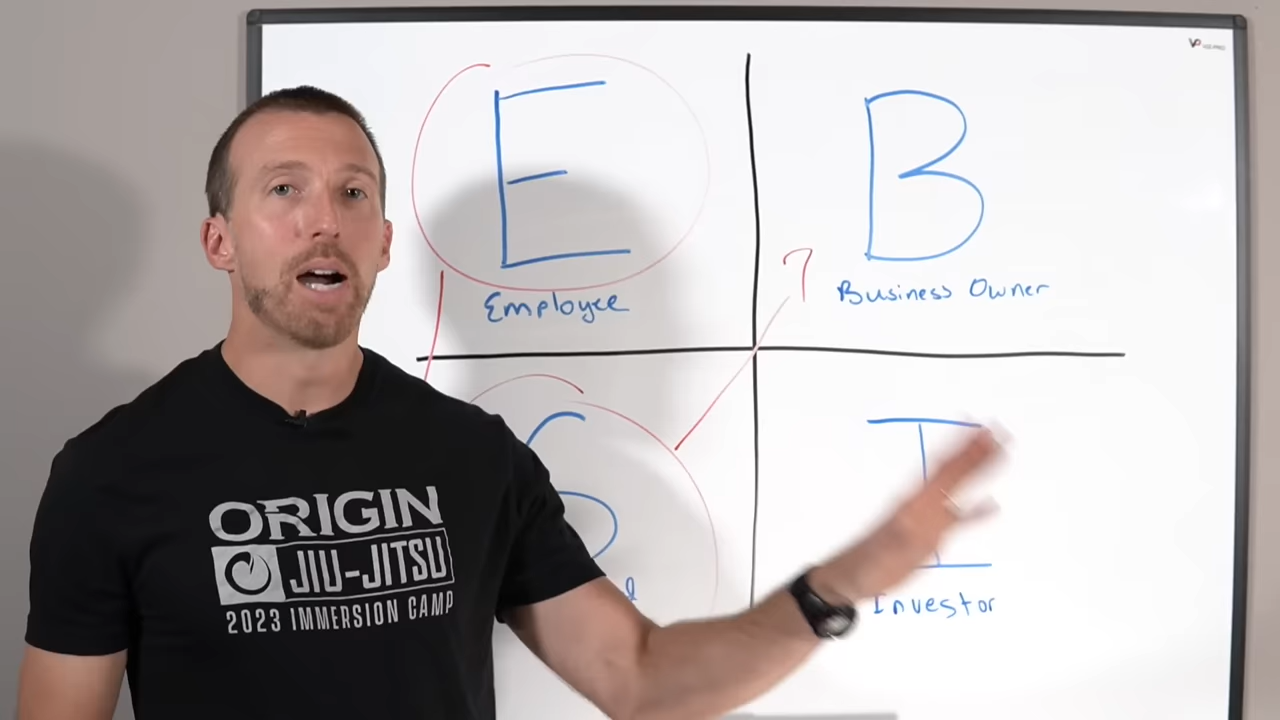 E
Employee
B
Business Owner
S
I
Investor
ORIGIN
JIU-JITSU
2023 IMMERSION CAMP